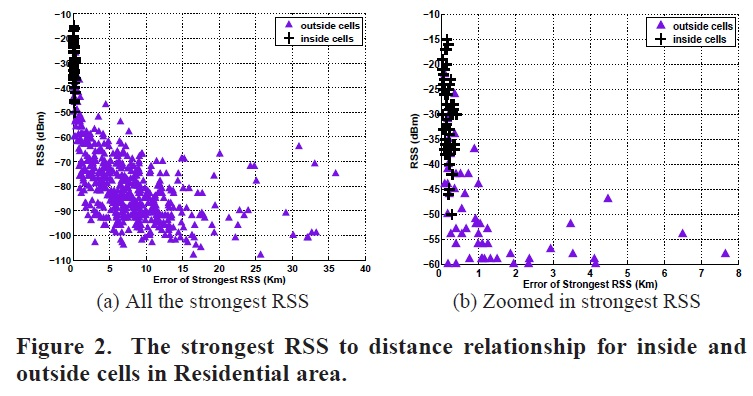 −10
−20
−30
−40
−50
−60
−70
−80
−90
−100
−110
RSS (dBm)
outside cells
inside cells
0 5 10 15 20 25 30 35 40
Error of Strongest RSS (Km)
(a) All the strongest RSS
−10
−15
−20
−25
−30
−35
−40
−45
−50
−55
−60
RSS (dBm)
outside cells
inside cells
0 1 2 3 4 5 6 7 8
Error of Strongest RSS (Km)
(b) Zoomed in strongest RSS
Figure 2. The strongest RSS to distance relationship for inside and
outside cells in Residential area.